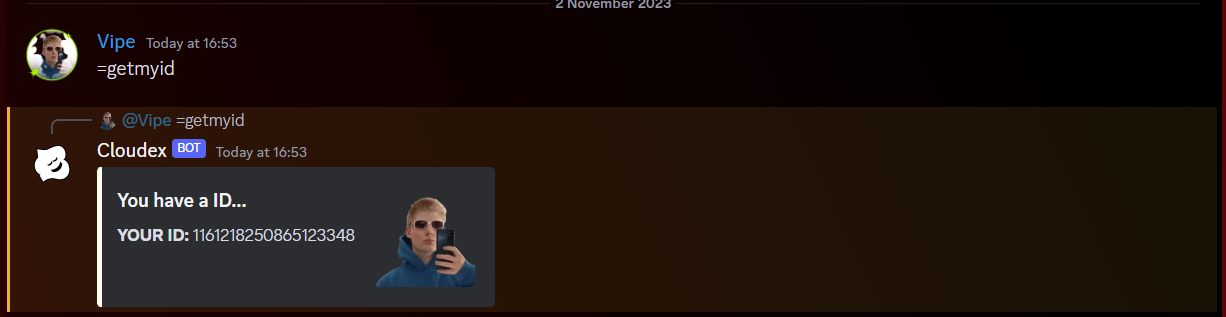 2 November 2023
Vipe Today at 16:53
=getmyid
@Vipe =getmyid
Cloudex BOT Today at 16:53
You have a ID...
YOUR ID: 1161218250865123348